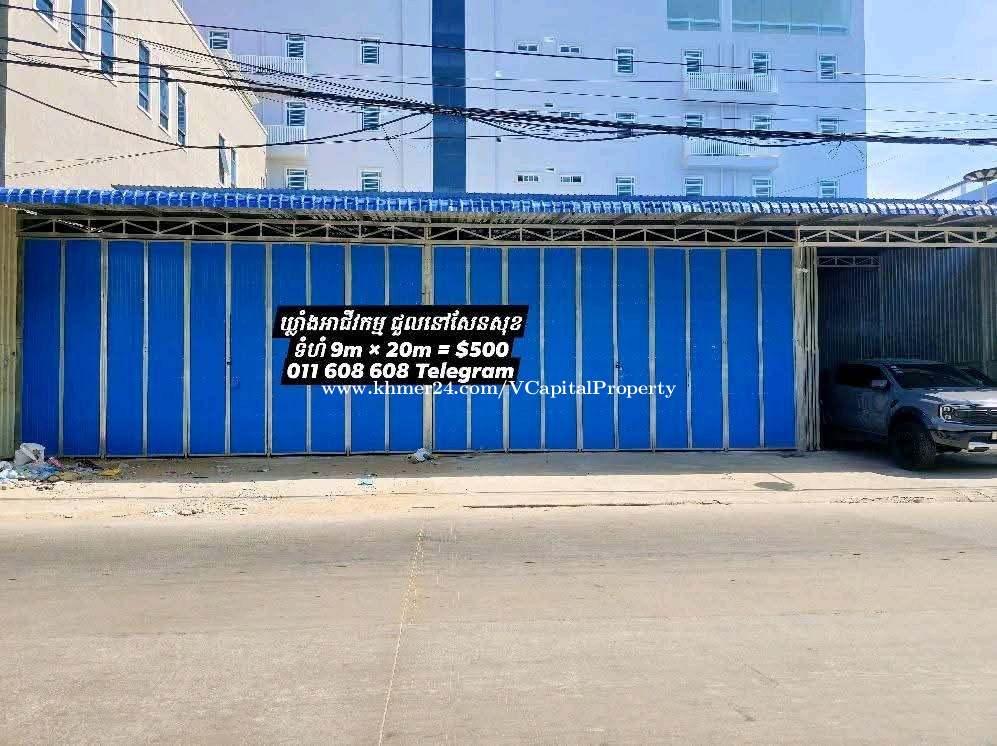 ឃ្លាំងអាជីវកម្ម ជួលនៅសែនសុខ
ទំហំ 9m × 20m = $500
011 608 608 Telegram
www.khmer24.com/VCapitalProperty